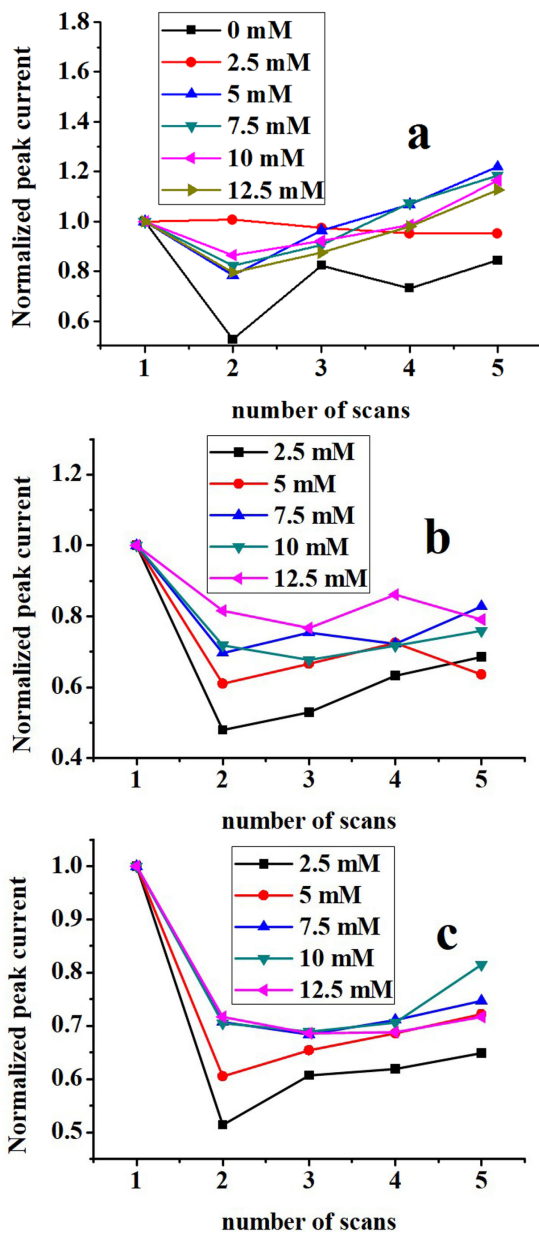 1.8
1.6
1.4
1.2
1.0
0.8
0.6
Normalized peak current
0 mM
2.5 mM
5 mM
7.5 mM
10 mM
12.5 mM
a
1 2 3 4 5
number of scans
1.2
1.0
0.8
0.6
0.4
Normalized peak current
2.5 mM
5 mM
7.5 mM
10 mM
12.5 mM
b
1 2 3 4 5
number of scans
1.0
0.9
0.8
0.7
0.6
0.5
Normalized peak current
2.5 mM
5 mM
7.5 mM
10 mM
12.5 mM
c
1 2 3 4 5
number of scans